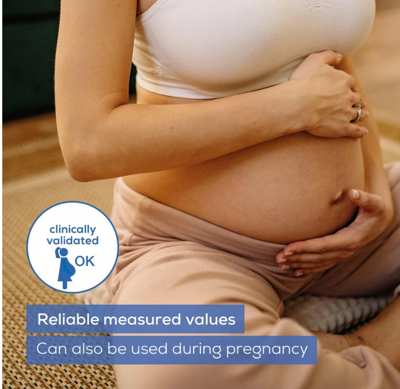 clinically
validated
OK
Reliable measured values
Can also be used during pregnancy